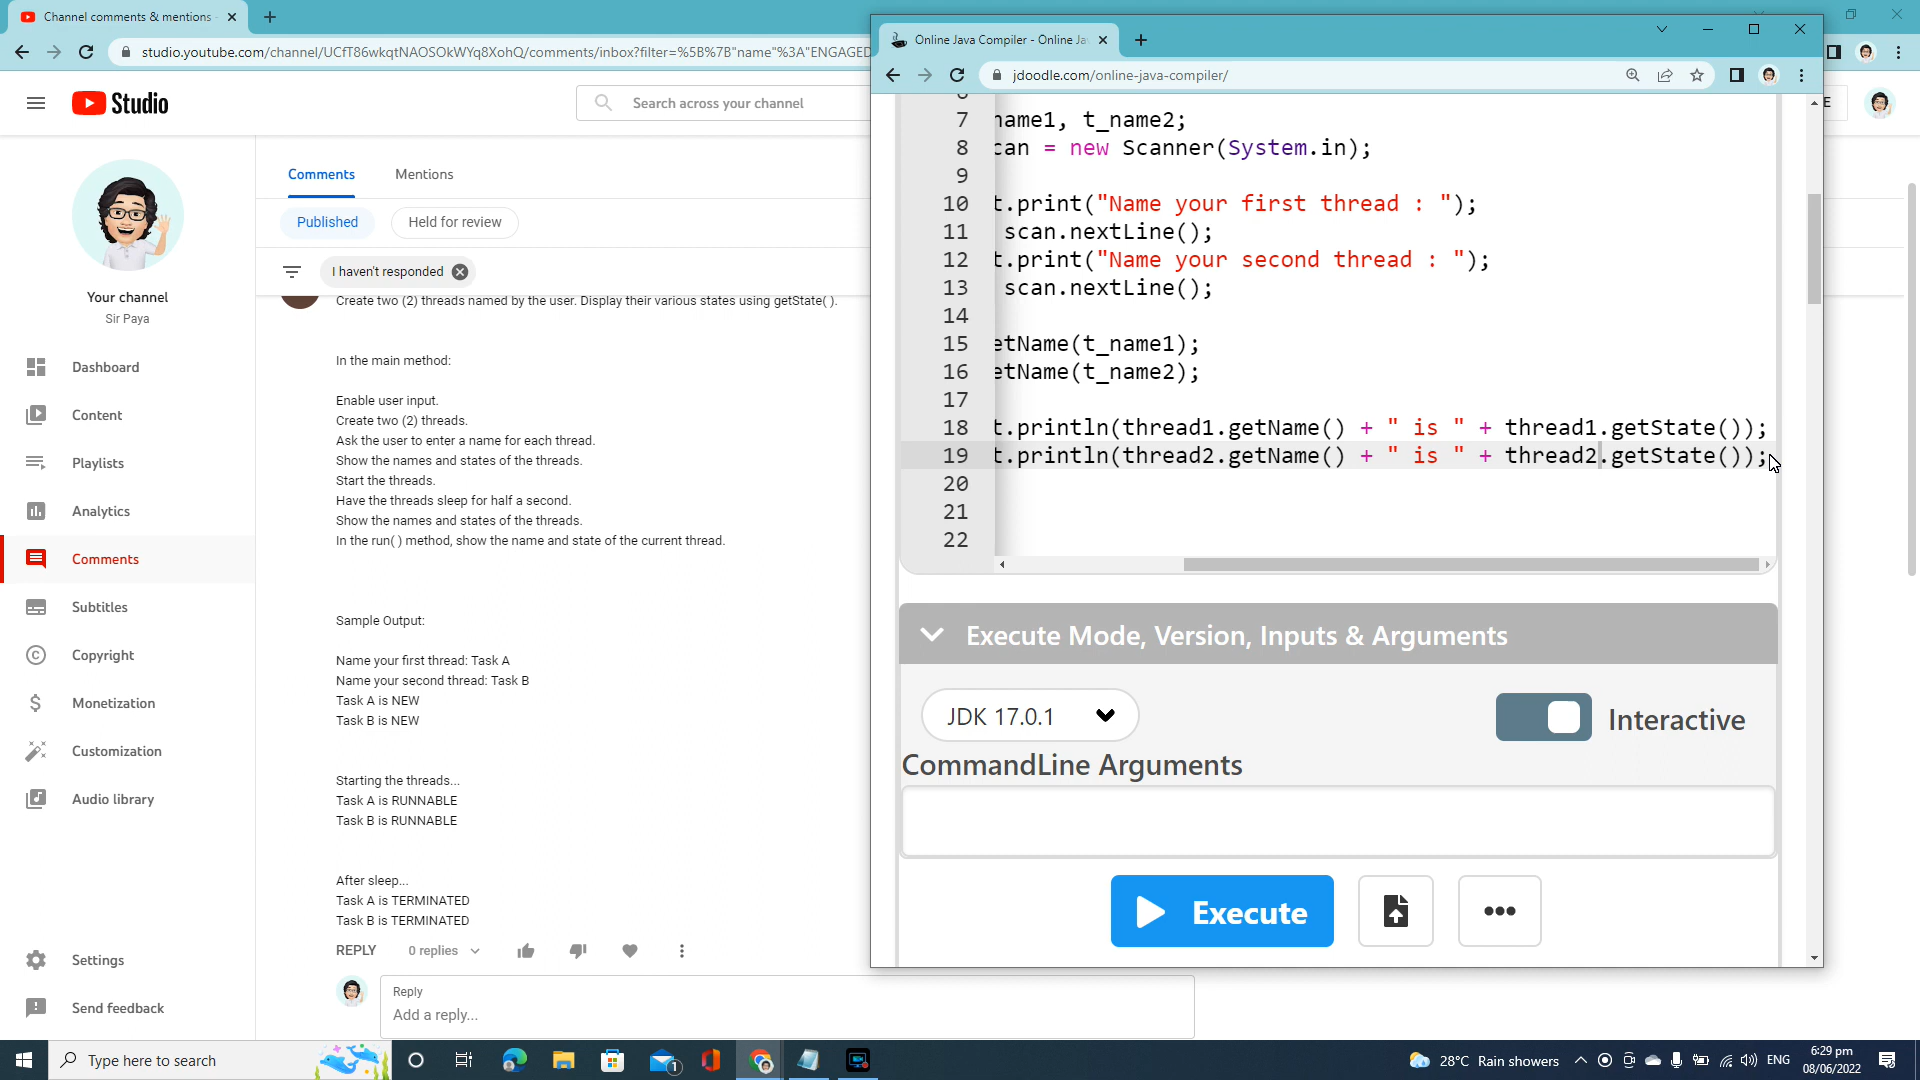 Channel comments & mentions
studio.youtube.com/channel/UCfT86wkqtNAOSOkWYq8XohQ/comments/inbox?filter=%5B%7B"name"%3A"ENGAGED
Studio
Search across your channel
E
Your channel
Sir Paya
Dashboard
Content
Playlists
Analytics
Comments
Subtitles
Copyright
Monetization
Customization
Audio library
Settings
Send feedback
Comments
Mentions
Published
Held for review
I haven't responded
Create two (2) threads named by the user. Display their various states using getState( ).
In the main method:
Enable user input.
Create two (2) threads.
Ask the user to enter a name for each thread.
Show the names and states of the threads.
Start the threads.
Have the threads sleep for half a second.
Show the names and states of the threads.
In the run( ) method, show the name and state of the current thread.
Sample Output:
Name your first thread: Task A
Name your second thread: Task B
Task A is NEW
Task B is NEW
Starting the threads...
Task A is RUNNABLE
Task B is RUNNABLE
After sleep...
Task A is TERMINATED
Task B is TERMINATED
REPLY 0 replies
Reply
Add a reply...
Online Java Compiler - Online Ja
jdoodle.com/online-java-compiler/
7 name1, t_name2;
8 can = new Scanner(System.in);
9
10 t.print("Name your first thread : ");
11 scan.nextLine();
12 t.print("Name your second thread : ");
13 scan.nextLine();
14
15 etName(t_name1);
16 etName(t_name2);
17
18 t.println(thread1.getName() + " is " + thread1.getState());
19 t.println(thread2.getName() + " is " + thread2.getState());
20
21
22
Execute Mode, Version, Inputs & Arguments
JDK 17.0.1
Interactive
CommandLine Arguments
Execute
Type here to search
1
28°C Rain showers
ENG
6:29 pm
08/06/2022